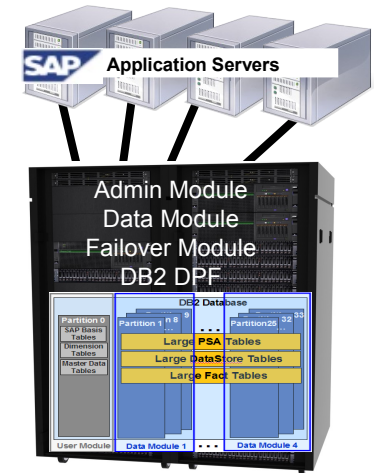 SAP Application Servers
Admin Module
Data Module
Failover Module
DB2 DPF
DB2 Database
Partition 0
SAP Basis
Tables
Dimension
Tables
Master Data
Tables
Partition 1
n 8
9
...
Partition25
32
33
Large PSA Tables
Large DataStore Tables
Large Fact Tables
User Module
Data Module 1
...
Data Module 4